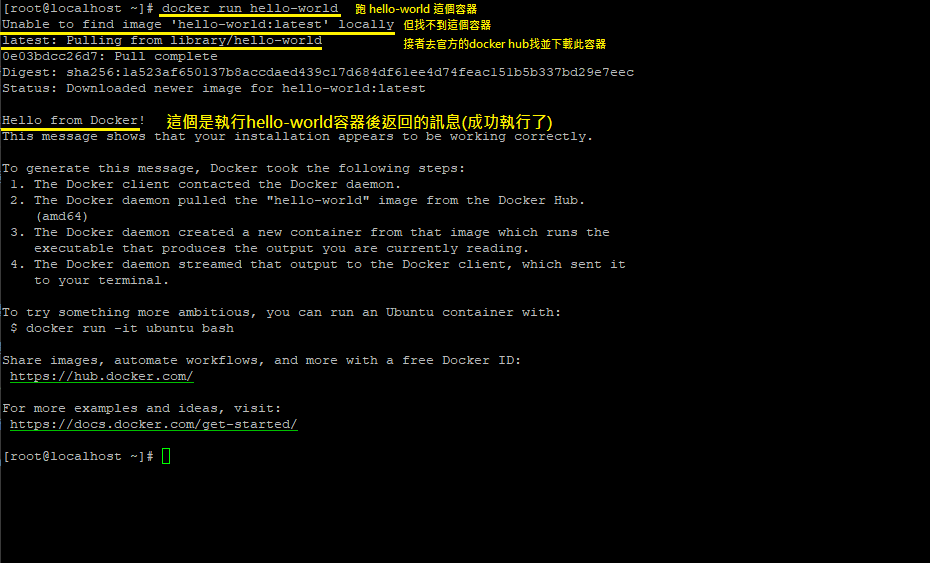 [root@localhost ~]# docker run hello-world 跑 hello-world 這個容器
Unable to find image 'hello-world:latest' locally 但找不到這個容器
latest: Pulling from library/hello-world 接者去官方的docker hub找並下載此容器
0e03bdcc26d7: Pull complete
Digest: sha256:1a523af650137b8accdaed439c17d684df61ee4d74feac151b5b337bd29e7eec
Status: Downloaded newer image for hello-world:latest
Hello from Docker! 這個是執行hello-world容器後返回的訊息(成功執行了)
This message shows that your installation appears to be working correctly.
To generate this message, Docker took the following steps:
1. The Docker client contacted the Docker daemon.
2. The Docker daemon pulled the "hello-world" image from the Docker Hub.
(amd64)
3. The Docker daemon created a new container from that image which runs the
executable that produces the output you are currently reading.
4. The Docker daemon streamed that output to the Docker client, which sent it
to your terminal.
To try something more ambitious, you can run an Ubuntu container with:
$ docker run -it ubuntu bash
Share images, automate workflows, and more with a free Docker ID:
https://hub.docker.com/
For more examples and ideas, visit:
https://docs.docker.com/get-started/
[root@localhost ~]#